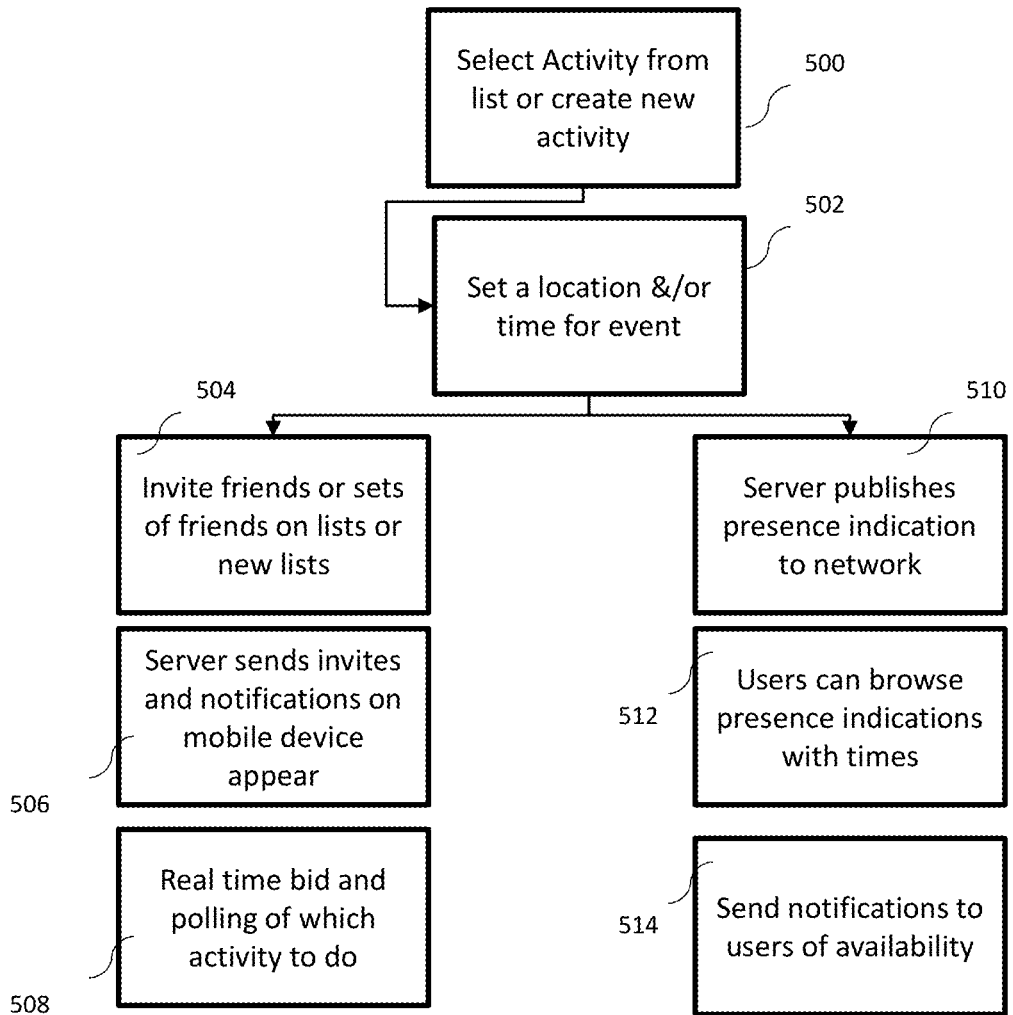 Select Activity from
list or create new
activity
500
Set a location &/or
time for event
502
504
Invite friends or sets
of friends on lists or
new lists
Server sends invites
and notifications on
mobile device
appear
506
Real time bid and
polling of which
activity to do
508
510
Server publishes
presence indication
to network
Users can browse
presence indications
with times
512
Send notifications to
users of availability
514